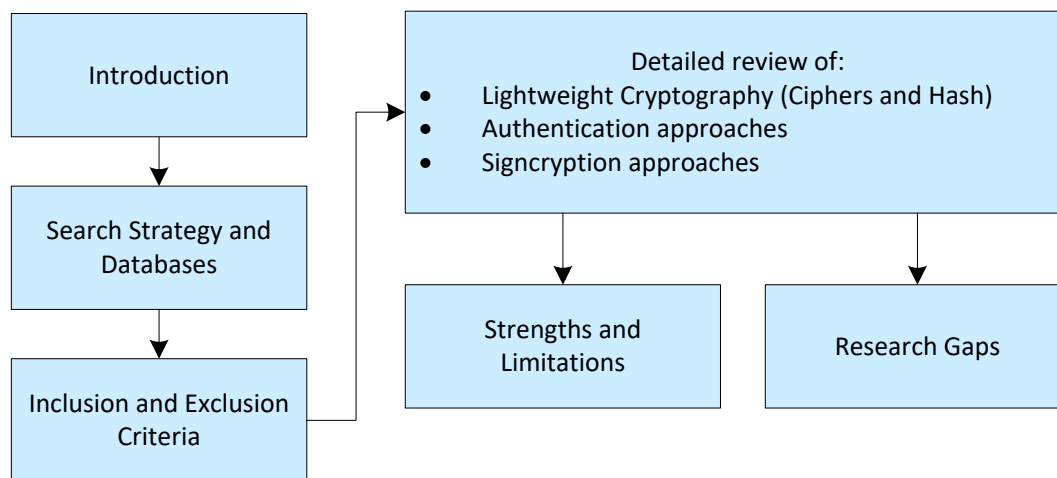 Introduction
Search Strategy and
Databases
Inclusion and Exclusion
Criteria
Detailed review of:
• Lightweight Cryptography (Ciphers and Hash)
• Authentication approaches
• Signcryption approaches
Strengths and
Limitations
Research Gaps